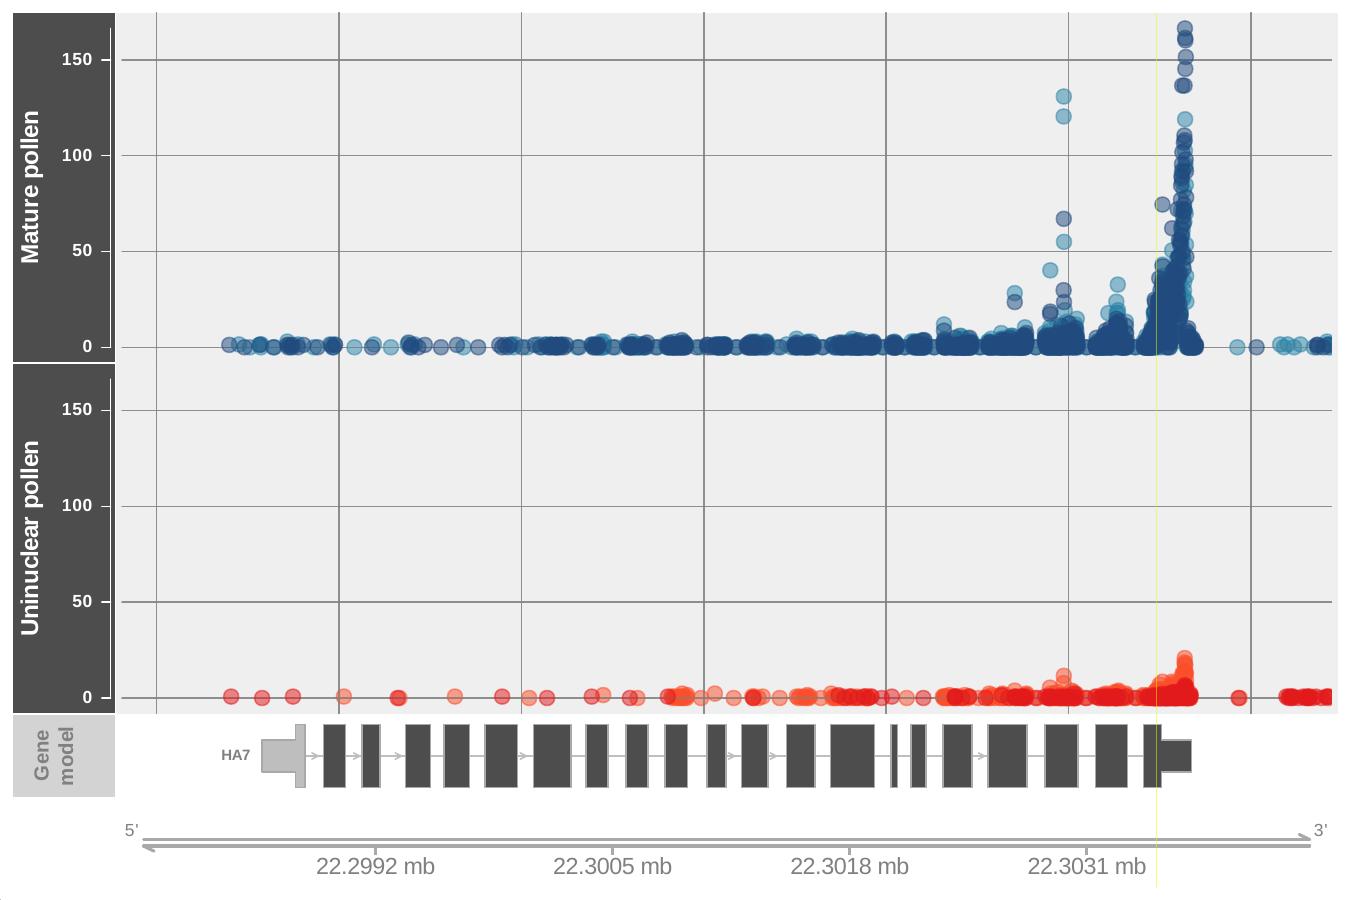 Mature pollen
150
100
50
0
Uninuclear pollen
150
100
50
0
Gene
model
HA7
5'
3'
22.2992 mb
22.3005 mb
22.3018 mb
22.3031 mb